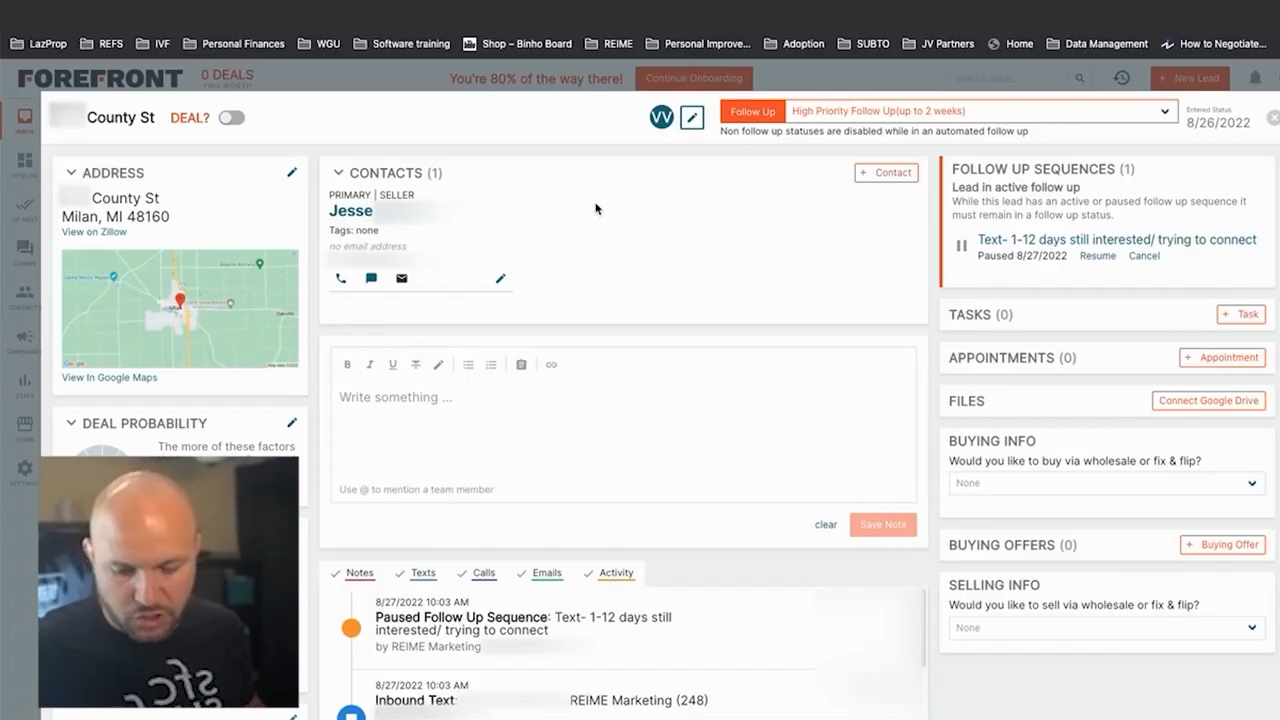 LazProp
REFS
IVF
Personal Finances
WGU
Software training
Shop – Binho Board
REIME
Personal Improve...
Adoption
SUBTO
JV Partners
Home
Data Management
How to Negotiate...
FOREFRONT
0 DEALS
THIS MONTH
You're 80% of the way there!
Continue Onboarding
+ New Lead
County St
DEAL?
VV
Follow Up
High Priority Follow Up(up to 2 weeks)
Non follow up statuses are disabled while in an automated follow up
Entered Status
8/26/2022
INBOX
ADDRESS
County St
Milan, MI 48160
View on Zillow
View In Google Maps
DEAL PROBABILITY
The more of these factors
CONTACTS (1)
+ Contact
PRIMARY | SELLER
Jesse
Tags: none
no email address
B I U
Write something ...
Use @ to mention a team member
clear
Save Note
Notes
Texts
Calls
Emails
Activity
8/27/2022 10:03 AM
Paused Follow Up Sequence: Text- 1-12 days still
interested/ trying to connect
by REIME Marketing
8/27/2022 10:03 AM
Inbound Text: REIME Marketing (248)
FOLLOW UP SEQUENCES (1)
Lead in active follow up
While this lead has an active or paused follow up sequence it
must remain in a follow up status.
Text- 1-12 days still interested/ trying to connect
Paused 8/27/2022 Resume Cancel
TASKS (0)
+ Task
APPOINTMENTS (0)
+ Appointment
FILES
Connect Google Drive
BUYING INFO
Would you like to buy via wholesale or fix & flip?
None
BUYING OFFERS (0)
+ Buying Offer
SELLING INFO
Would you like to sell via wholesale or fix & flip?
None